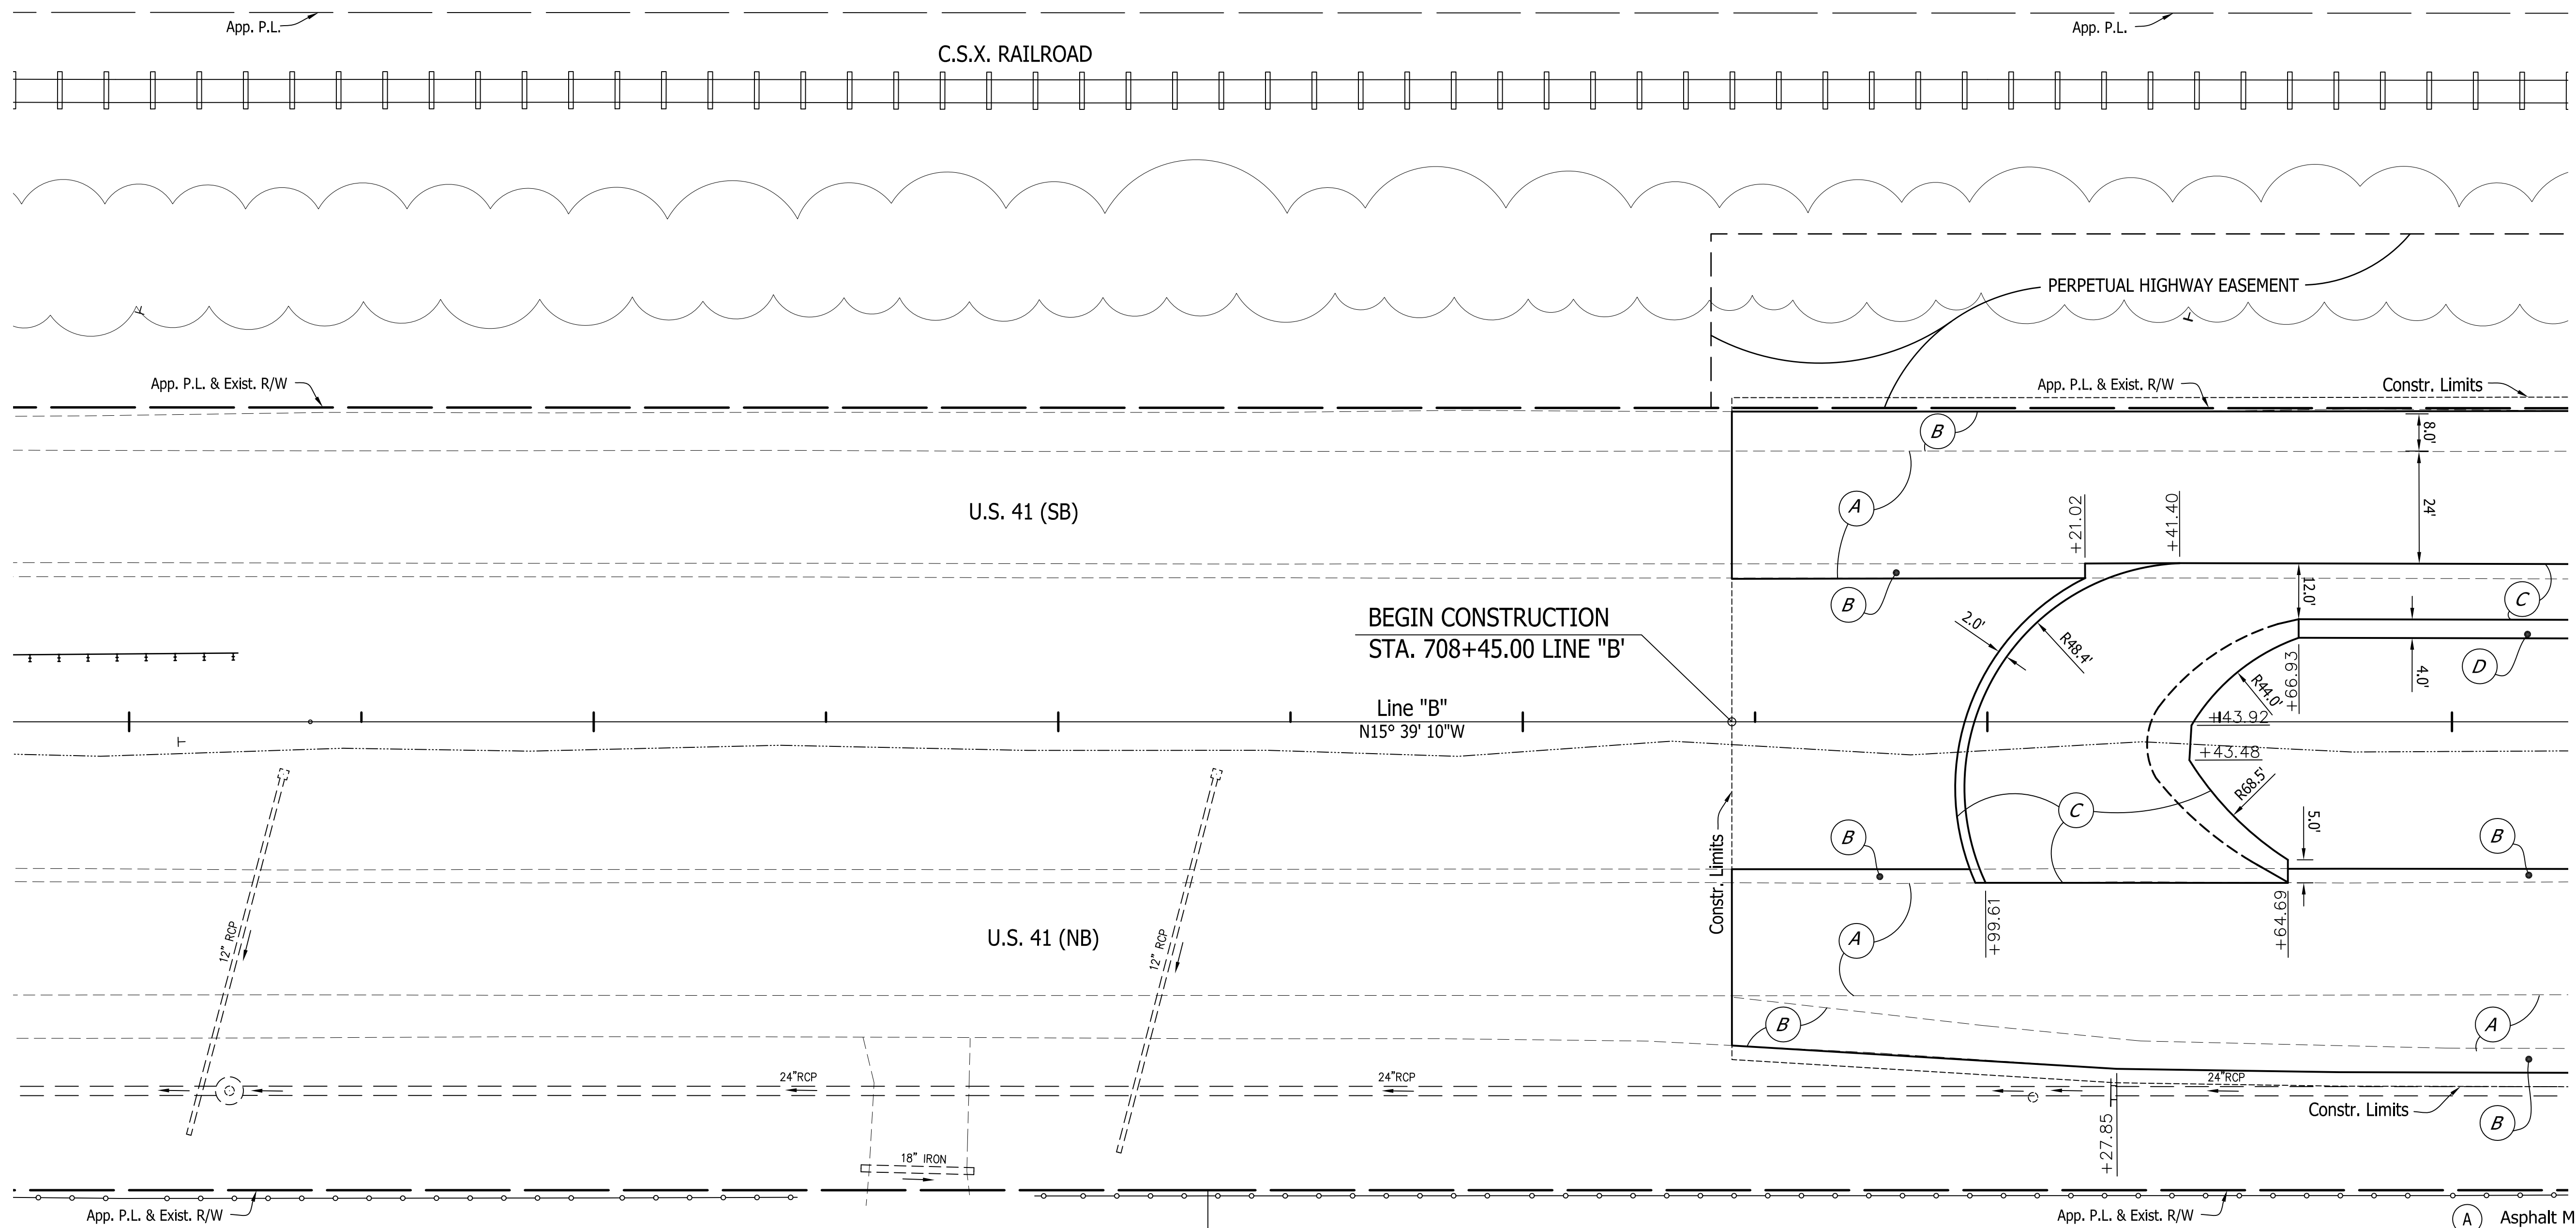 App. P.L.
App. P.L.
C.S.X. RAILROAD
PERPETUAL HIGHWAY EASEMENT
App. P.L. & Exist. R/W
App. P.L. & Exist. R/W
Constr. Limits
B
8.0'
A
U.S. 41 (SB)
24'
+21.02
+41.40
12.0'
B
C
BEGIN CONSTRUCTION
STA. 708+45.00 LINE "B'
2.0'
R48.4'
D
4.0'
+66.93
R44.0'
Line "B"
N15° 39' 10"W
+43.92
+43.48
R68.5'
C
5.0'
B
B
Constr. Limits
12" RCP
12" RCP
U.S. 41 (NB)
A
+99.61
+64.69
B
A
24"RCP
24"RCP
24"RCP
Constr. Limits
B
+27.85
18" IRON
App. P.L. & Exist. R/W
App. P.L. & Exist. R/W
A Asphalt M